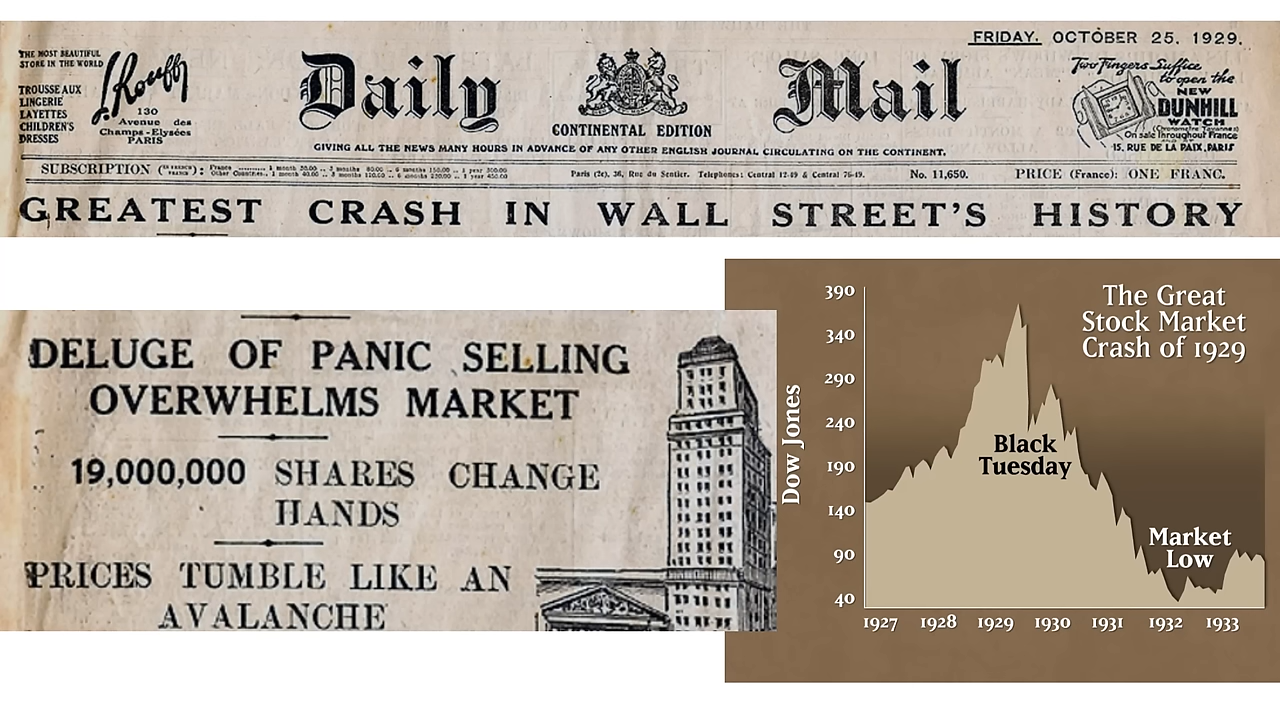 FRIDAY, OCTOBER 25, 1929.
THE MOST BEAUTIFUL
STORE IN THE WORLD
TROUSSEAUX
LINGERIE
LAYETTES
CHILDREN'S
DRESSES
130
Avenue des
Champs-Elysées
PARIS
Daily Mail
CONTINENTAL EDITION
Two Fingers Suffice
to open the
NEW
DUNHILL
WATCH
On sale Throughout France
15, RUE DE LA PAIX, PARIS
GIVING ALL THE NEWS MANY HOURS IN ADVANCE OF ANY OTHER ENGLISH JOURNAL CIRCULATING ON THE CONTINENT.
SUBSCRIPTION
Paris (2e), 36, Rue du Sentier. Telephones: Central 12-49 & Central 76-49.
No. 11,650.
PRICE (France): ONE FRANC.
GREATEST CRASH IN WALL STREET'S HISTORY
DELUGE OF PANIC SELLING
OVERWHELMS MARKET
19,000,000 SHARES CHANGE
HANDS
PRICES TUMBLE LIKE AN
AVALANCHE
The Great
Stock Market
Crash of 1929
Dow Jones
390
340
290
240
190
140
90
40
Black
Tuesday
Market
Low
1927 1928 1929 1930 1931 1932 1933